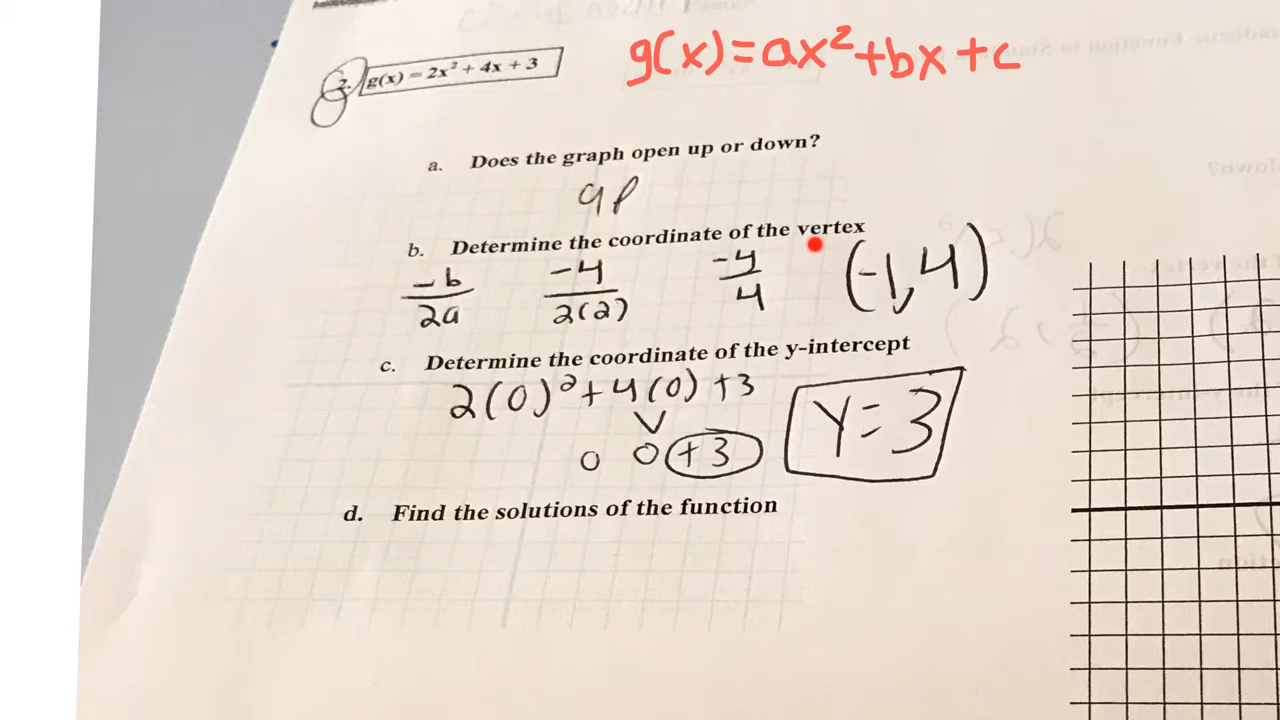 g(x)=ax²+bx+c
2. g(x) = 2x² + 4x + 3
a. Does the graph open up or down?
up
b. Determine the coordinate of the vertex
-b/2a -4/2(2) -4/4 (-1,4)
c. Determine the coordinate of the y-intercept
2(0)²+4(0)+3
0 0+3 Y=3
d. Find the solutions of the function